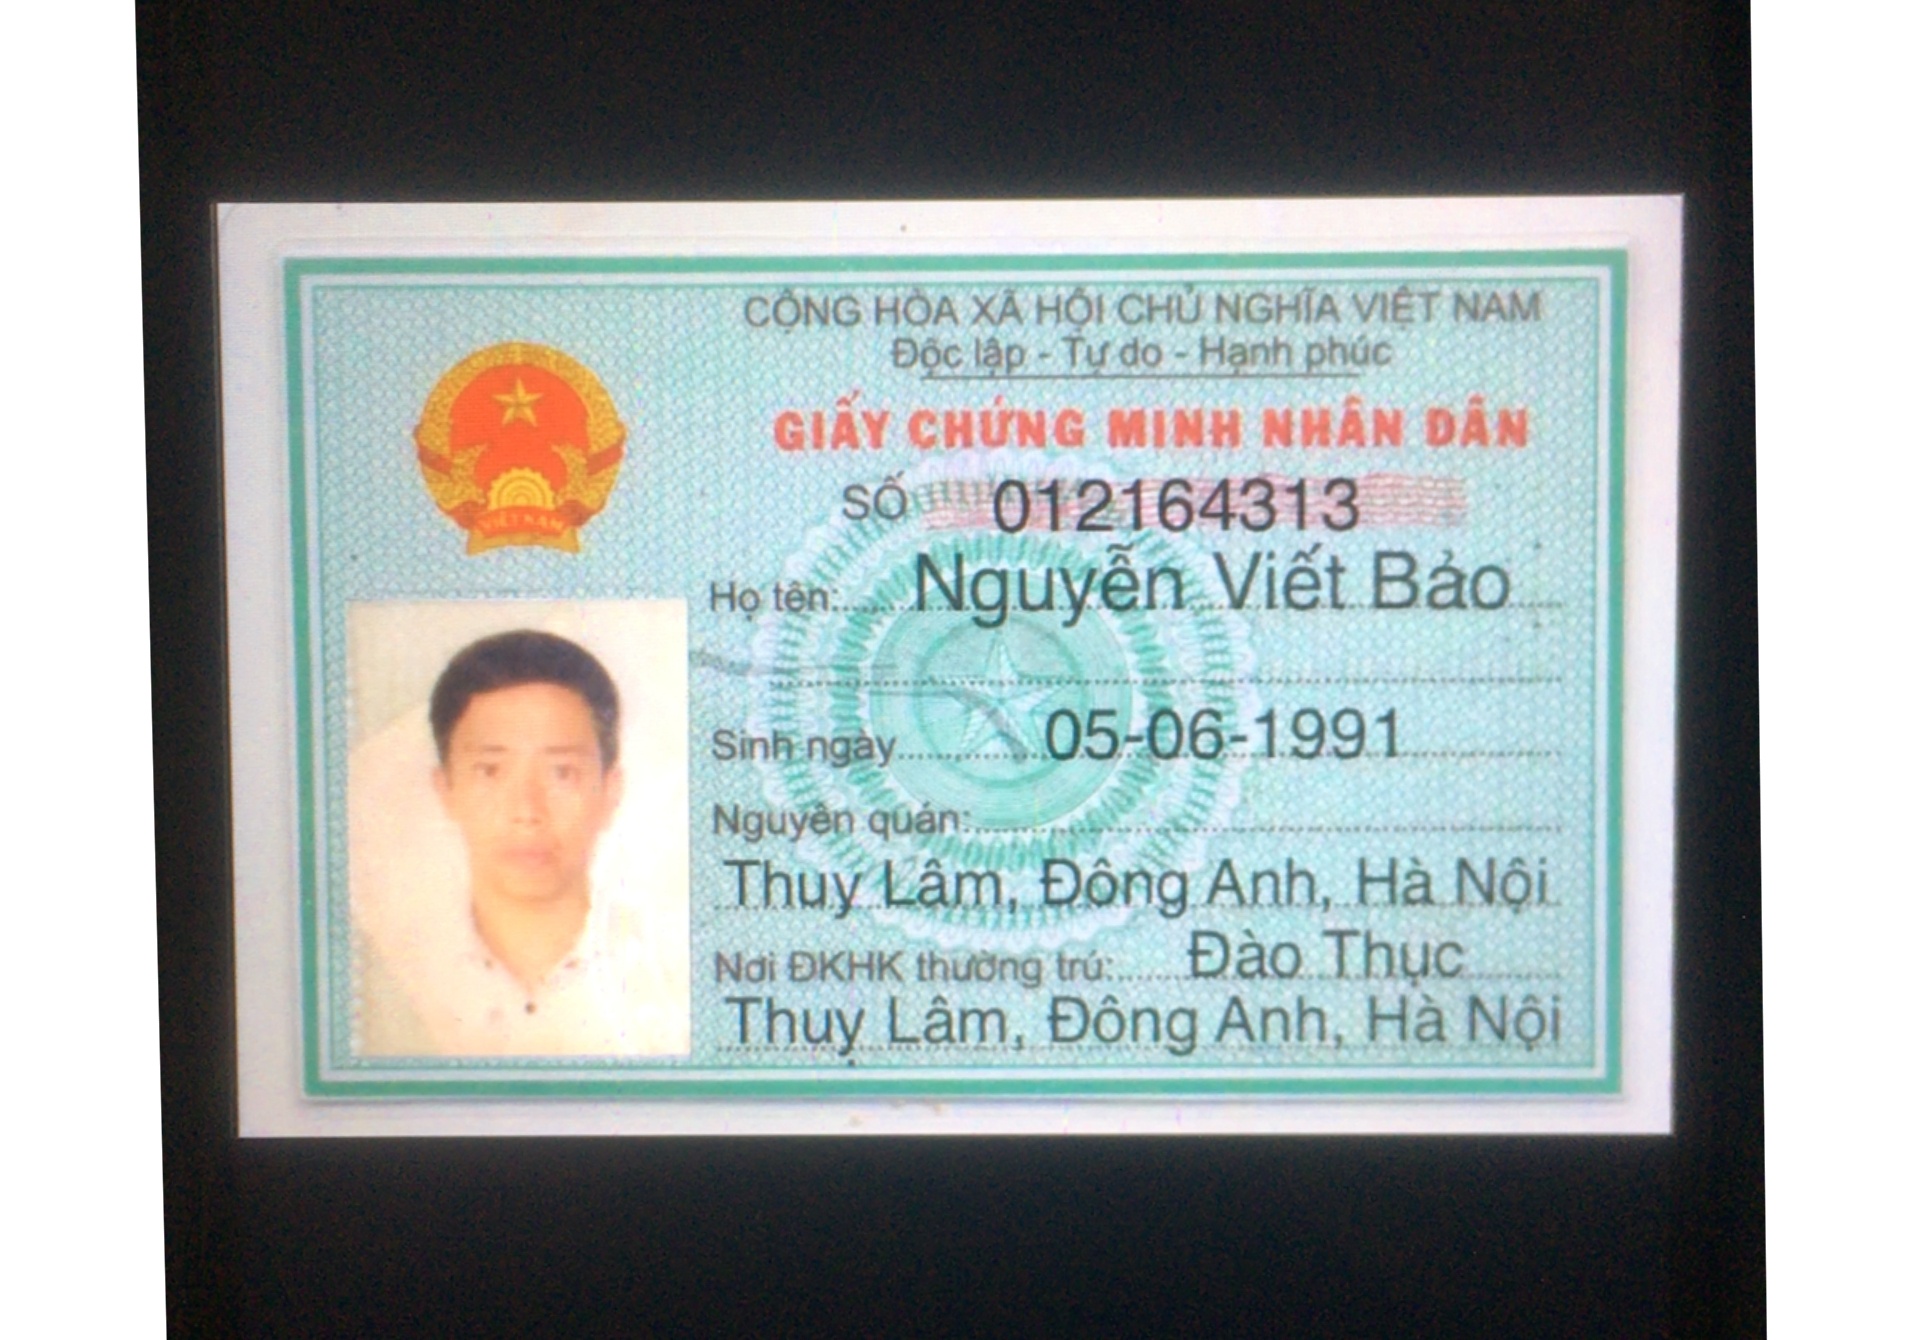 CỘNG HÒA XÃ HỘI CHỦ NGHĨA VIỆT NAM
Độc lập - Tự do - Hạnh phúc
GIẤY CHỨNG MINH NHÂN DÂN
SỐ 012164313
VIỆT NAM
Họ tên: Nguyễn Viết Bảo
Sinh ngày 05-06-1991
Nguyên quán:
Thuy Lâm, Đông Anh, Hà Nội
Nơi ĐKHK thường trú: Đào Thục
Thuy Lâm, Đông Anh, Hà Nội